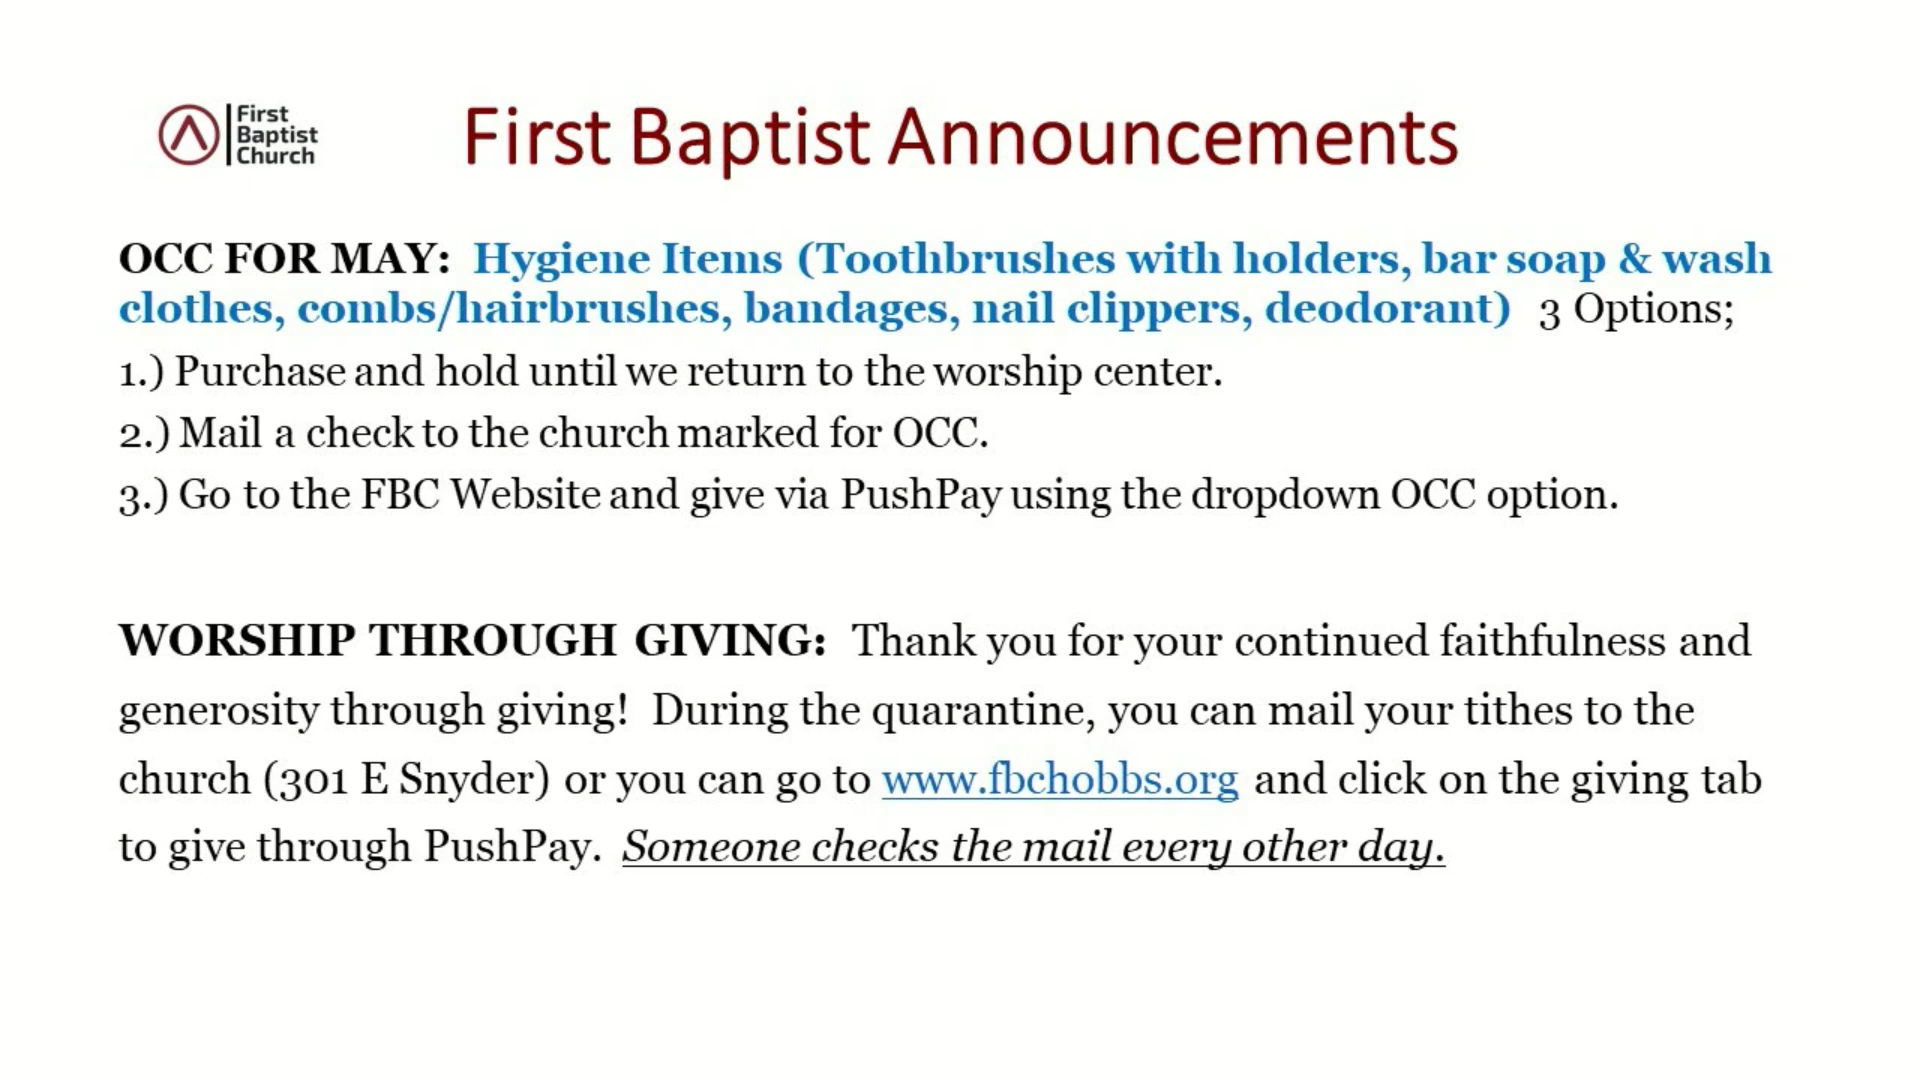 First
Baptist
Church
First Baptist Announcements
OCC FOR MAY: Hygiene Items (Toothbrushes with holders, bar soap & wash
clothes, combs/hairbrushes, bandages, nail clippers, deodorant) 3 Options;
1.) Purchase and hold until we return to the worship center.
2.) Mail a check to the church marked for OCC.
3.) Go to the FBC Website and give via PushPay using the dropdown OCC option.
WORSHIP THROUGH GIVING: Thank you for your continued faithfulness and
generosity through giving! During the quarantine, you can mail your tithes to the
church (301 E Snyder) or you can go to www.fbchobbs.org and click on the giving tab
to give through PushPay. Someone checks the mail every other day.